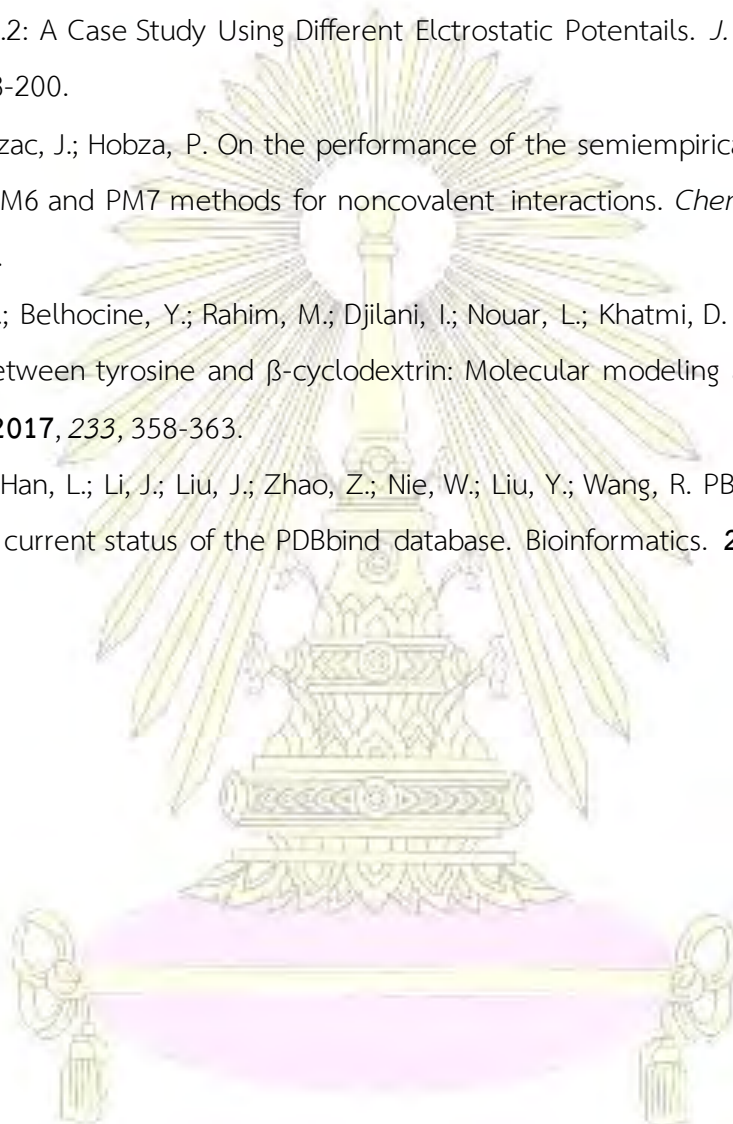 .2: A Case Study Using Different Elctrostatic Potentails. J.
-200.
zac, J.; Hobza, P. On the performance of the semiempirica
M6 and PM7 methods for noncovalent interactions. Cher
.
.; Belhocine, Y.; Rahim, M.; Djilani, I.; Nouar, L.; Khatmi, D.
etween tyrosine and β-cyclodextrin: Molecular modeling
2017, 233, 358-363.
Han, L.; Li, J.; Liu, J.; Zhao, Z.; Nie, W.; Liu, Y.; Wang, R. PB
current status of the PDBbind database. Bioinformatics. 2